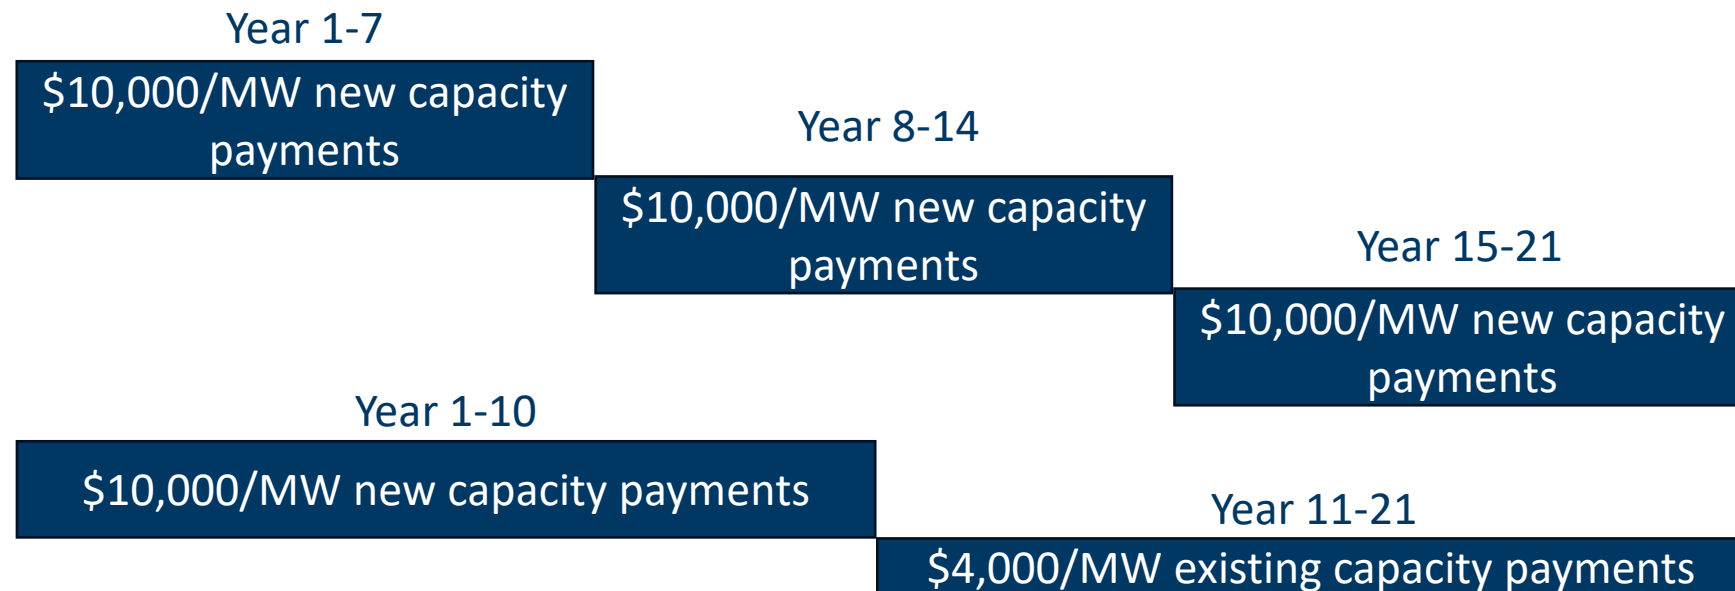 Year 1-7
$10,000/MW new capacity
payments
Year 8-14
$10,000/MW new capacity
payments
Year 15-21
$10,000/MW new capacity
payments
Year 1-10
$10,000/MW new capacity payments
Year 11-21
$4,000/MW existing capacity payments